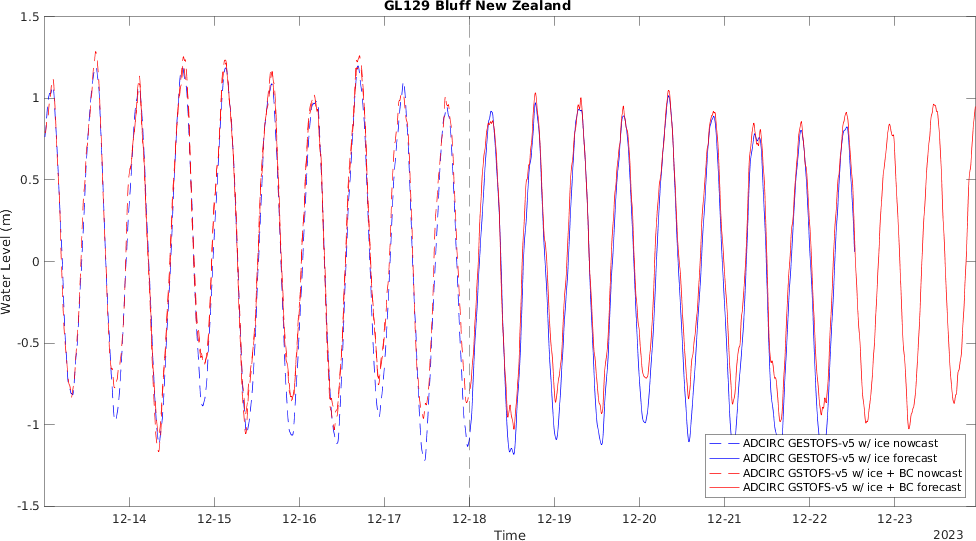 GL129 Bluff New Zealand
1.5
1
0.5
0
-0.5
-1
-1.5
Water Level (m)
12-14
12-15
12-16
12-17
12-18
12-19
12-20
12-21
12-22
12-23
Time
2023
ADCIRC GESTOFS-v5 w/ ice nowcast
ADCIRC GESTOFS-v5 w/ ice forecast
ADCIRC GSTOFS-v5 w/ ice + BC nowcast
ADCIRC GSTOFS-v5 w/ ice + BC forecast